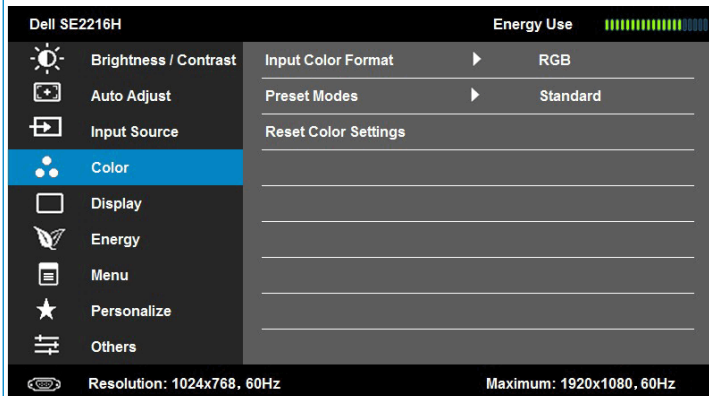 Dell SE2216H Energy Use
Brightness / Contrast Input Color Format RGB
Auto Adjust Preset Modes Standard
Input Source Reset Color Settings
Color
Display
Energy
Menu
Personalize
Others
Resolution: 1024x768, 60Hz Maximum: 1920x1080, 60Hz